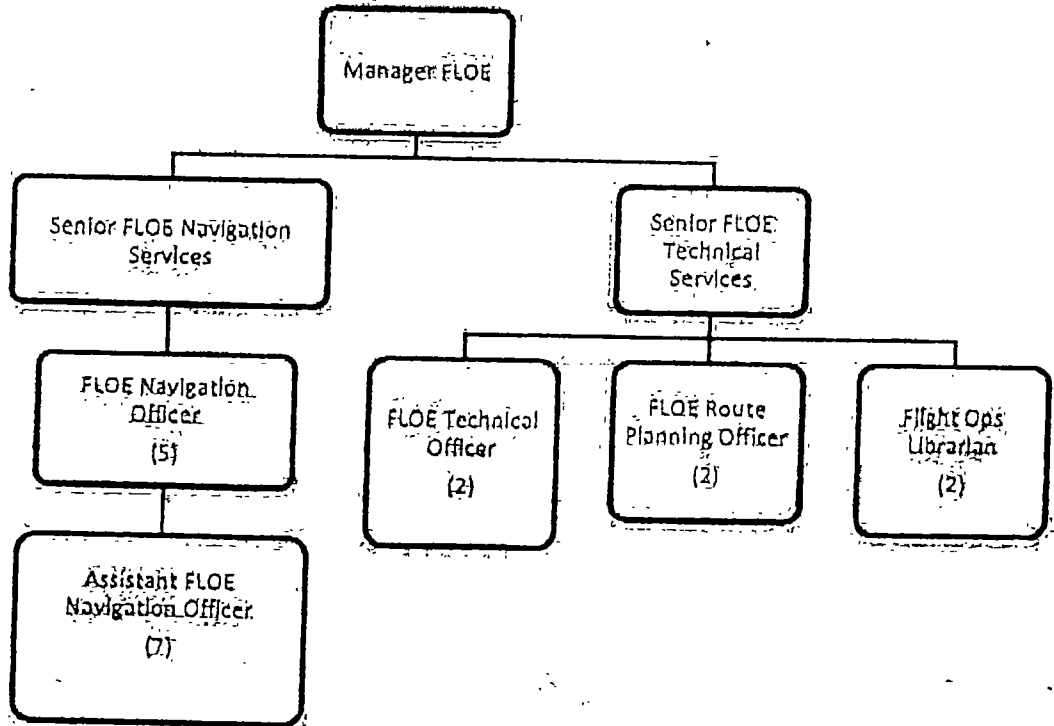 Manager FLOE
Senior FLOE Navigation
Services
Senior FLOE
Technical
Services
FLOE Navigation
Officer
(5)
FLOE Technical
Officer
(2)
FLOE Route
Planning Officer
(2)
Flight Ops
Librarian
(2)
Assistant FLOE
Navigation Officer
(7)